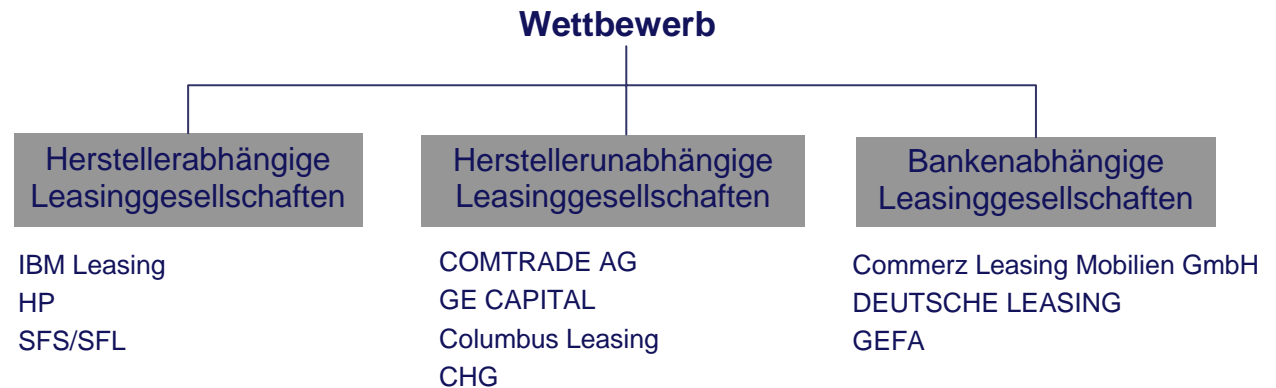 Wettbewerb
Herstellerabhängige
Leasinggesellschaften
IBM Leasing
HP
SFS/SFL
Herstellerunabhängige
Leasinggesellschaften
COMTRADE AG
GE CAPITAL
Columbus Leasing
CHG
Bankenabhängige
Leasinggesellschaften
Commerz Leasing Mobilien GmbH
DEUTSCHE LEASING
GEFA